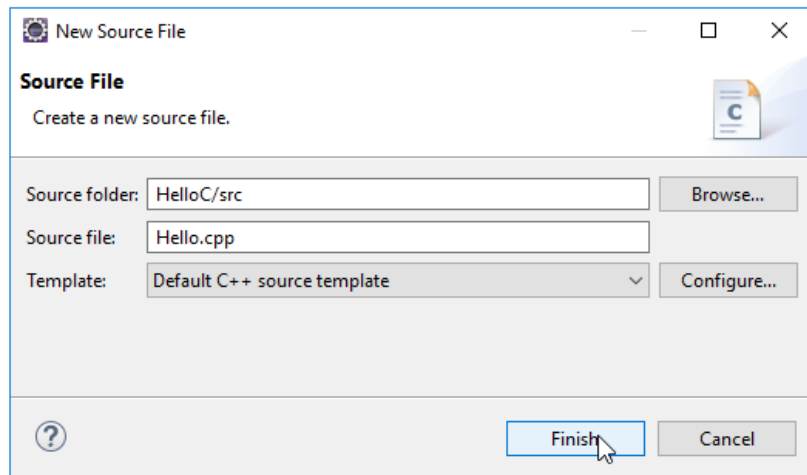 New Source File
Source File
Create a new source file.
C
Source folder: HelloC/src Browse...
Source file: Hello.cpp
Template: Default C++ source template Configure...
? Finish Cancel